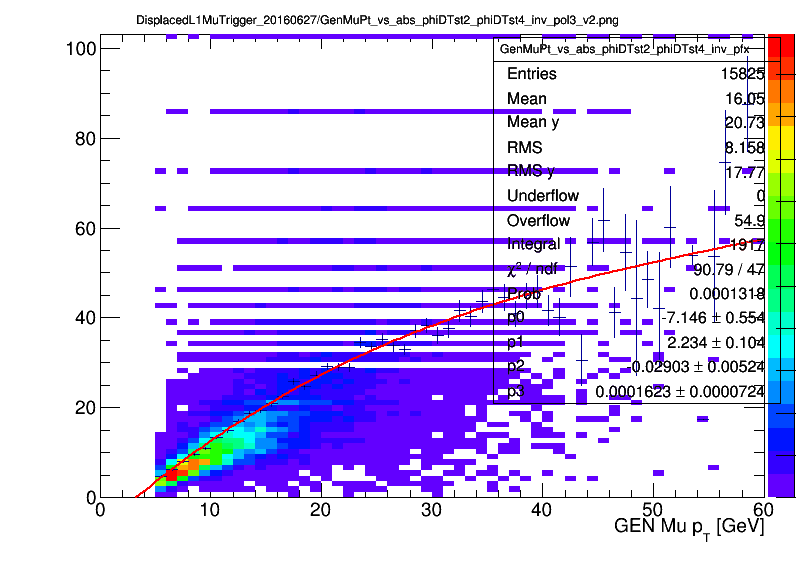 DisplacedL1MuTrigger_20160627/GenMuPt_vs_abs_phiDTst2_phiDTst4_inv_pol3_v2.png
GenMuPt_vs_abs_phiDTst2_phiDTst4_inv_pfx
Entries 15825
Mean 16.05
Mean y 20.73
RMS 8.158
RMS y 17.77
Underflow 0
Overflow 54.9
Integral 1917
χ² / ndf 90.79 / 47
Prob 0.0001318
p0 -7.146 ± 0.554
p1 2.234 ± 0.104
p2 -0.02903 ± 0.00524
p3 0.0001623 ± 0.0000724
100
80
60
40
20
0
0 10 20 30 40 50 60
GEN Mu p_T [GeV]